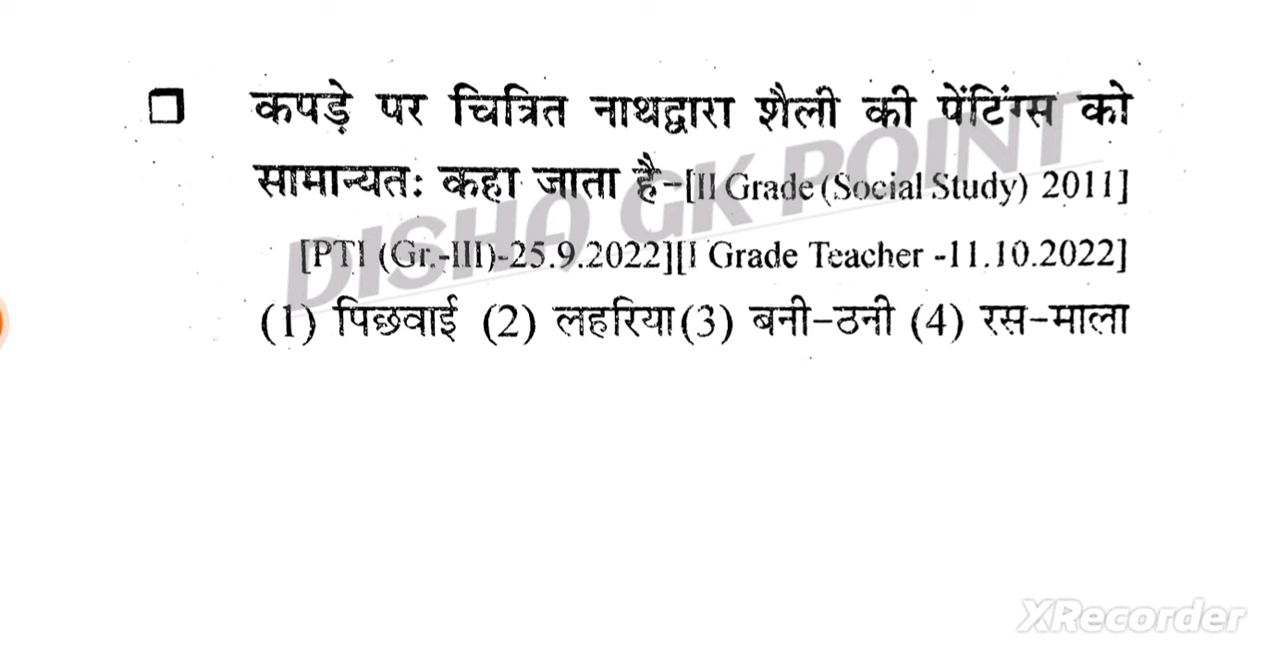 कपड़े पर चित्रित नाथद्वारा शैली की पेंटिंग्स को
सामान्यतः कहा जाता है-[II Grade (Social Study) 2011]
[PTI (Gr.-III)-25.9.2022][I Grade Teacher -11.10.2022]
(1) पिछवाई (2) लहरिया (3) बनी-ठनी (4) रस-माला
DISHA GK POINT
XRecorder